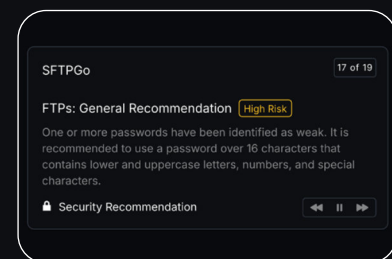 SFTPGo
17 of 19
FTPs: General Recommendation High Risk
One or more passwords have been identified as weak. It is
recommended to use a password over 16 characters that
contains lower and uppercase letters, numbers, and special
characters.
Security Recommendation